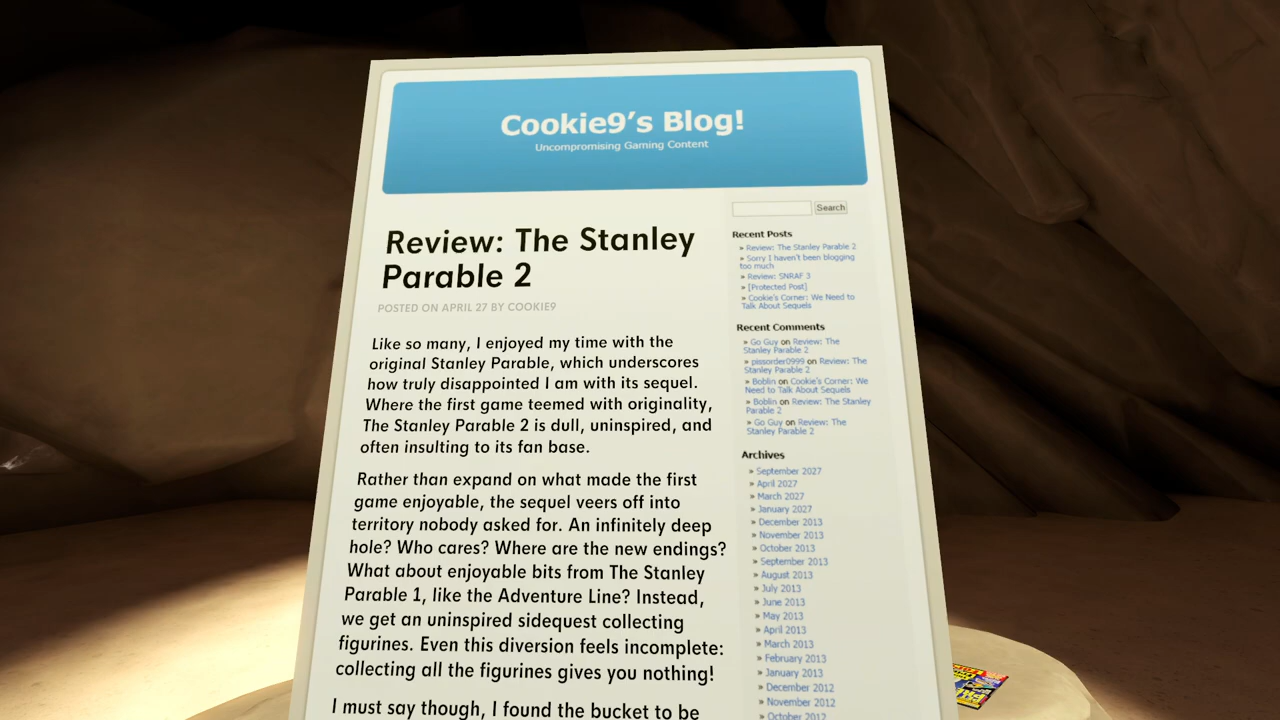 Cookie9's Blog!
Uncompromising Gaming Content
Review: The Stanley
Parable 2
POSTED ON APRIL 27 BY COOKIE9
Like so many, I enjoyed my time with the
original Stanley Parable, which underscores
how truly disappointed I am with its sequel.
Where the first game teemed with originality,
The Stanley Parable 2 is dull, uninspired, and
often insulting to its fan base.
Rather than expand on what made the first
game enjoyable, the sequel veers off into
territory nobody asked for. An infinitely deep
hole? Who cares? Where are the new endings?
What about enjoyable bits from The Stanley
Parable 1, like the Adventure Line? Instead,
we get an uninspired sidequest collecting
figurines. Even this diversion feels incomplete:
collecting all the figurines gives you nothing!
I must say though, I found the bucket to be
Search
Recent Posts
» Review: The Stanley Parable 2
» Sorry I haven't been blogging
too much
» Review: SNRAF 3
» [Protected Post]
» Cookie's Corner: We Need to
Talk About Sequels
Recent Comments
» Go Guy on Review: The
Stanley Parable 2
» pissorder0999 on Review: The
Stanley Parable 2
» Boblin on Cookie's Corner: We
Need to Talk About Sequels
» Boblin on Review: The Stanley
Parable 2
» Go Guy on Review: The
Stanley Parable 2
Archives
» September 2027
» April 2027
» March 2027
» January 2027
» December 2013
» November 2013
» October 2013
» September 2013
» August 2013
» July 2013
» June 2013
» May 2013
» April 2013
» March 2013
» February 2013
» January 2013
» December 2012
» November 2012
» October 2012